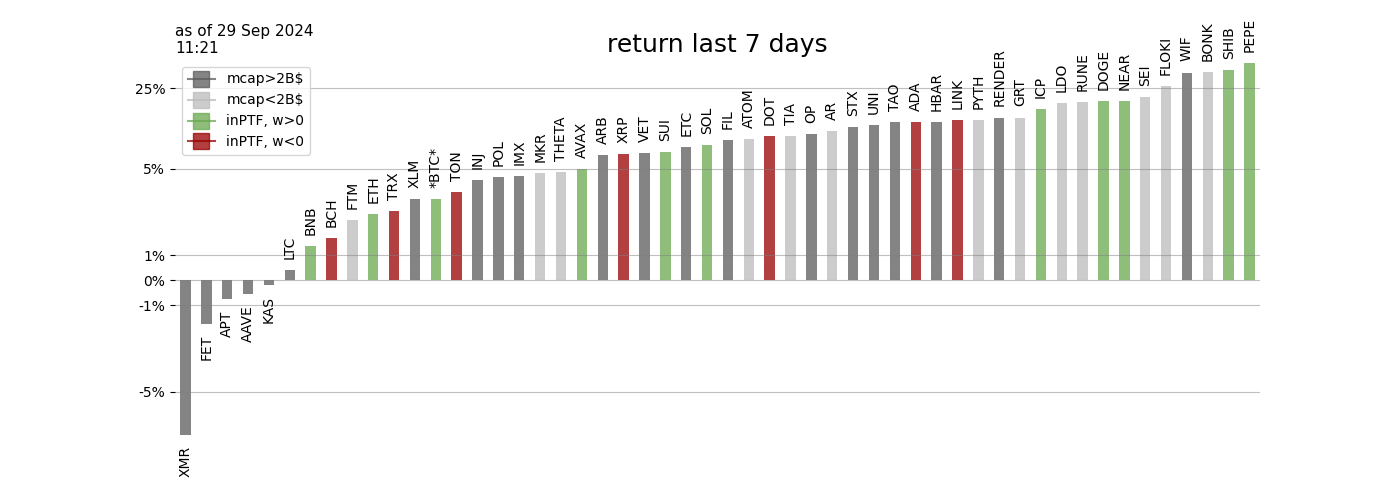 as of 29 Sep 2024
11:21
return last 7 days
mcap>2B$
mcap<2B$
inPTF, w>0
inPTF, w<0
25%
5%
1%
0%
-1%
-5%
XMR
FET
APT
AAVE
KAS
LTC
BNB
BCH
FTM
ETH
TRX
XLM
*BTC*
TON
INJ
POL
IMX
MKR
THETA
AVAX
ARB
XRP
VET
SUI
ETC
SOL
FIL
ATOM
DOT
TIA
OP
AR
STX
UNI
TAO
ADA
HBAR
LINK
PYTH
RENDER
GRT
ICP
LDO
RUNE
DOGE
NEAR
SEI
FLOKI
WIF
BONK
SHIB
PEPE